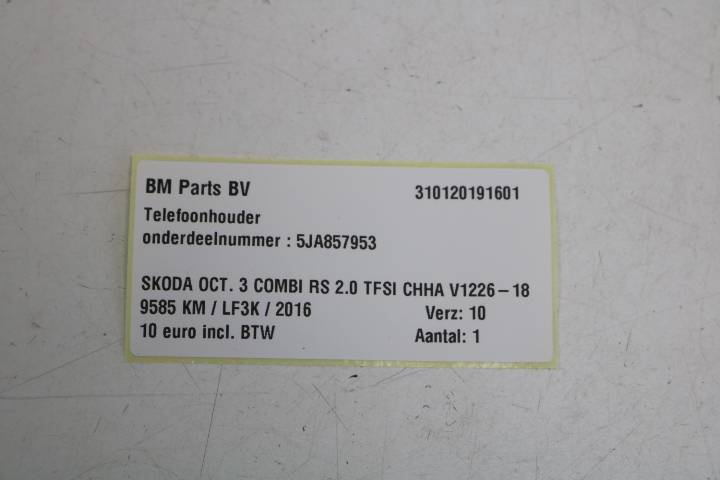 BM Parts BV 310120191601
Telefoonhouder
onderdeelnummer : 5JA857953
SKODA OCT. 3 COMBI RS 2.0 TFSI CHHA V1226-18
9585 KM / LF3K / 2016 Verz: 10
10 euro incl. BTW Aantal: 1